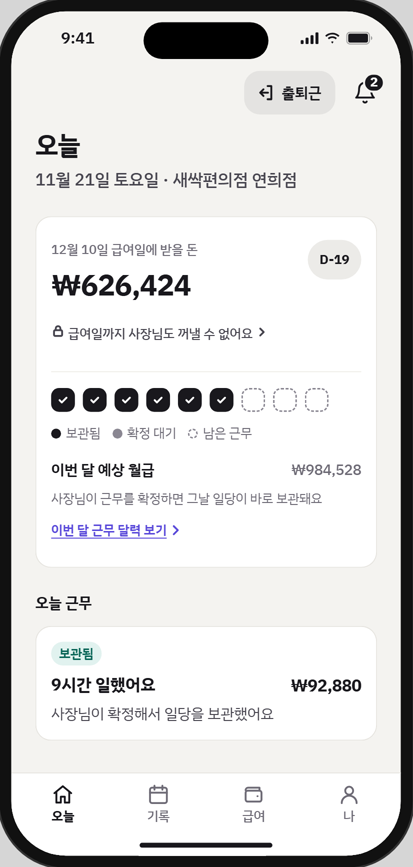 9:41
출퇴근
2
오늘
11월 21일 토요일 · 새싹편의점 연희점
12월 10일 급여일에 받을 돈
₩626,424
D-19
급여일까지 사장님도 꺼낼 수 없어요
보관됨 확정 대기 남은 근무
이번 달 예상 월급 ₩984,528
사장님이 근무를 확정하면 그날 일당이 바로 보관돼요
이번 달 근무 달력 보기
오늘 근무
보관됨
9시간 일했어요 ₩92,880
사장님이 확정해서 일당을 보관했어요
오늘 기록 급여 나